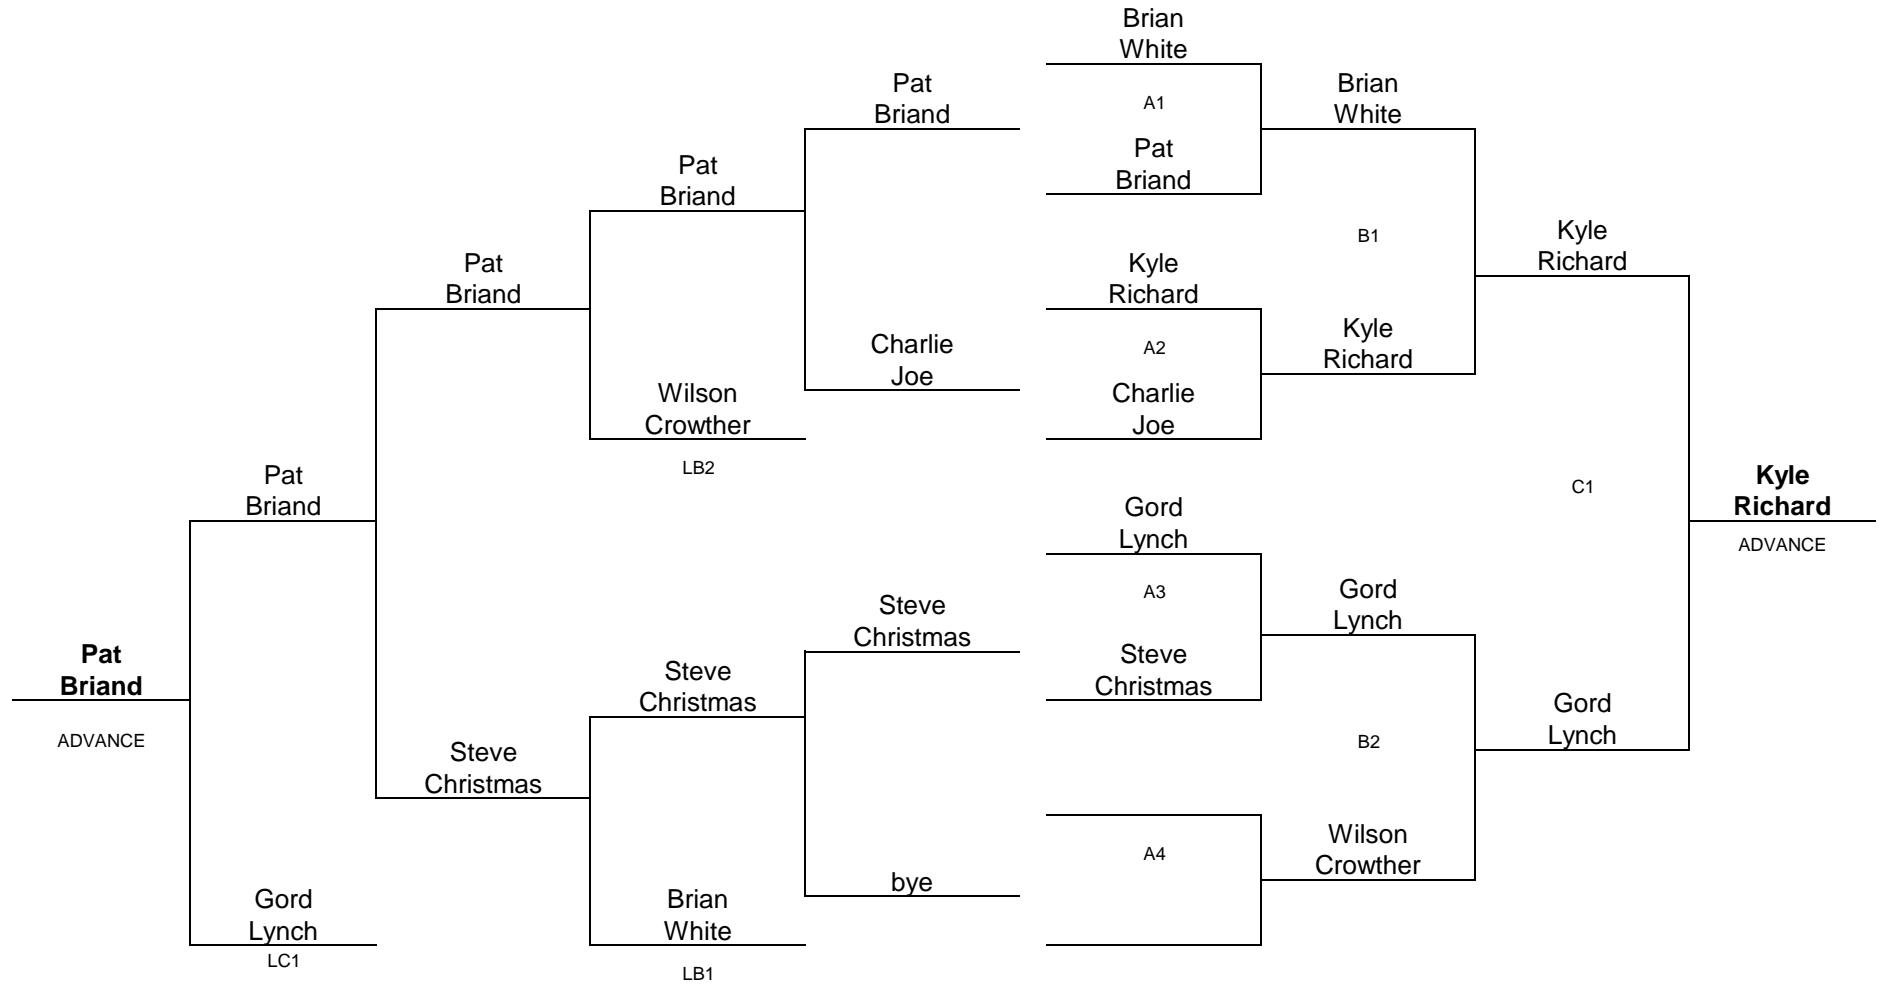 Brian
White
Pat
Briand
A1
Brian
White
Pat
Briand
Pat
Briand
B1
Kyle
Richard
Pat
Briand
Kyle
Richard
Charlie
Joe
A2
Kyle
Richard
Wilson
Crowther
Charlie
Joe
LB2
Pat
Briand
C1
Kyle
Richard
ADVANCE
Gord
Lynch
A3
Gord
Lynch
Steve
Christmas
Pat
Briand
ADVANCE
Steve
Christmas
Steve
Christmas
B2
Gord
Lynch
Steve
Christmas
A4
Wilson
Crowther
bye
Gord
Lynch
LC1
Brian
White
LB1